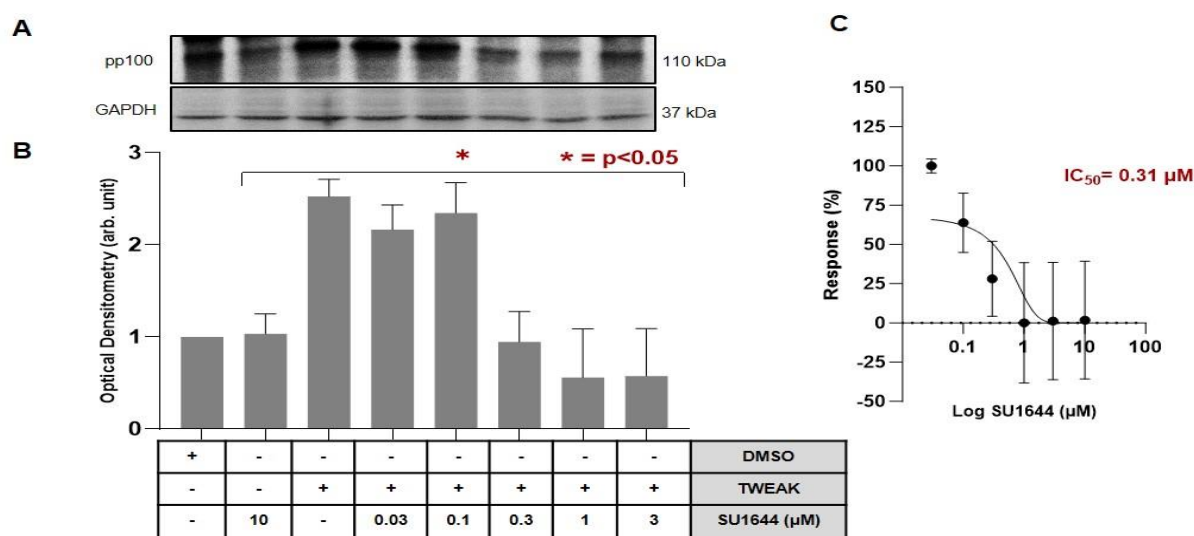 A
pp100
110 kDa
GAPDH
37 kDa
B
3
2
1
0
Optical Densitometry (arb. unit)
*
* = p<0.05
+ - - - - - - - DMSO
- - + + + + + + TWEAK
- 10 - 0.03 0.1 0.3 1 3 SU1644 (µM)
C
150
125
100
75
50
25
0
-25
-50
Response (%)
IC50= 0.31 µM
0.1 1 10 100
Log SU1644 (µM)